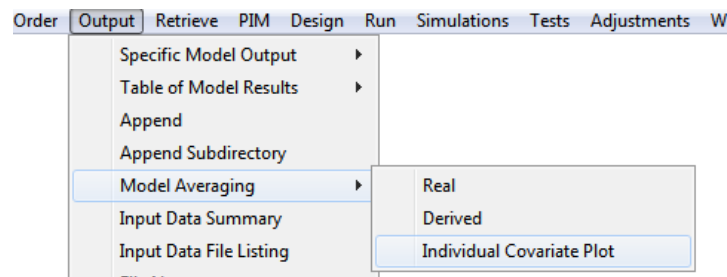 Order Output Retrieve PIM Design Run Simulations Tests Adjustments
Specific Model Output
Table of Model Results
Append
Append Subdirectory
Model Averaging
Real
Input Data Summary
Derived
Input Data File Listing
Individual Covariate Plot